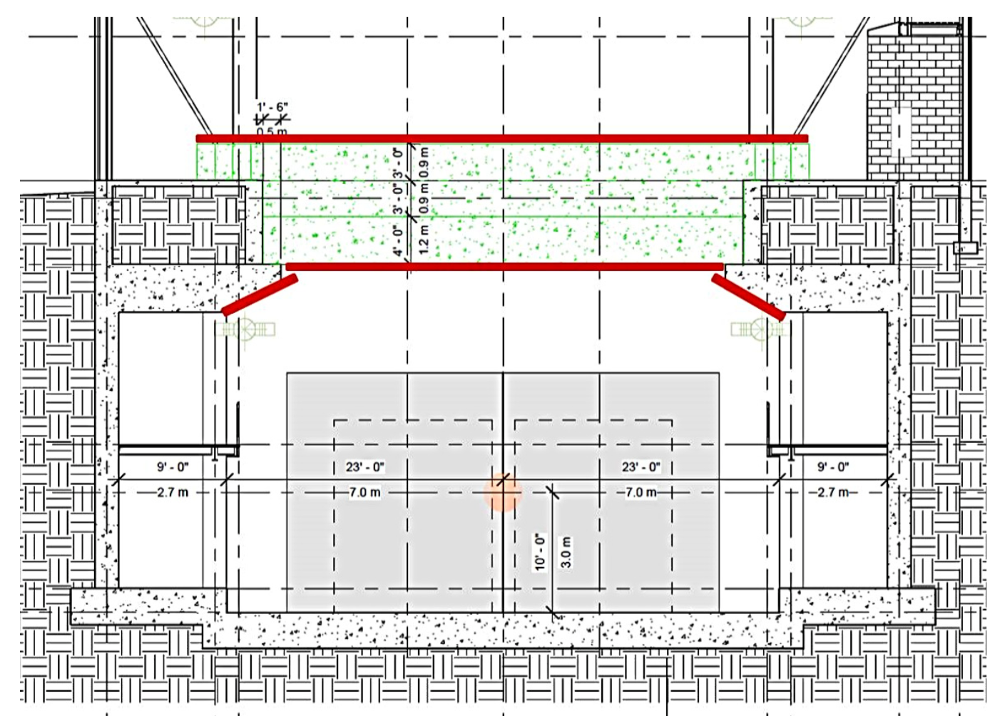 1' - 6"
0.5 m
3' - 0"
0.9 m
3' - 0"
0.9 m
4' - 0"
1.2 m
9' - 0"
23' - 0"
23' - 0"
9' - 0"
2.7 m
7.0 m
7.0 m
2.7 m
10' - 0"
3.0 m